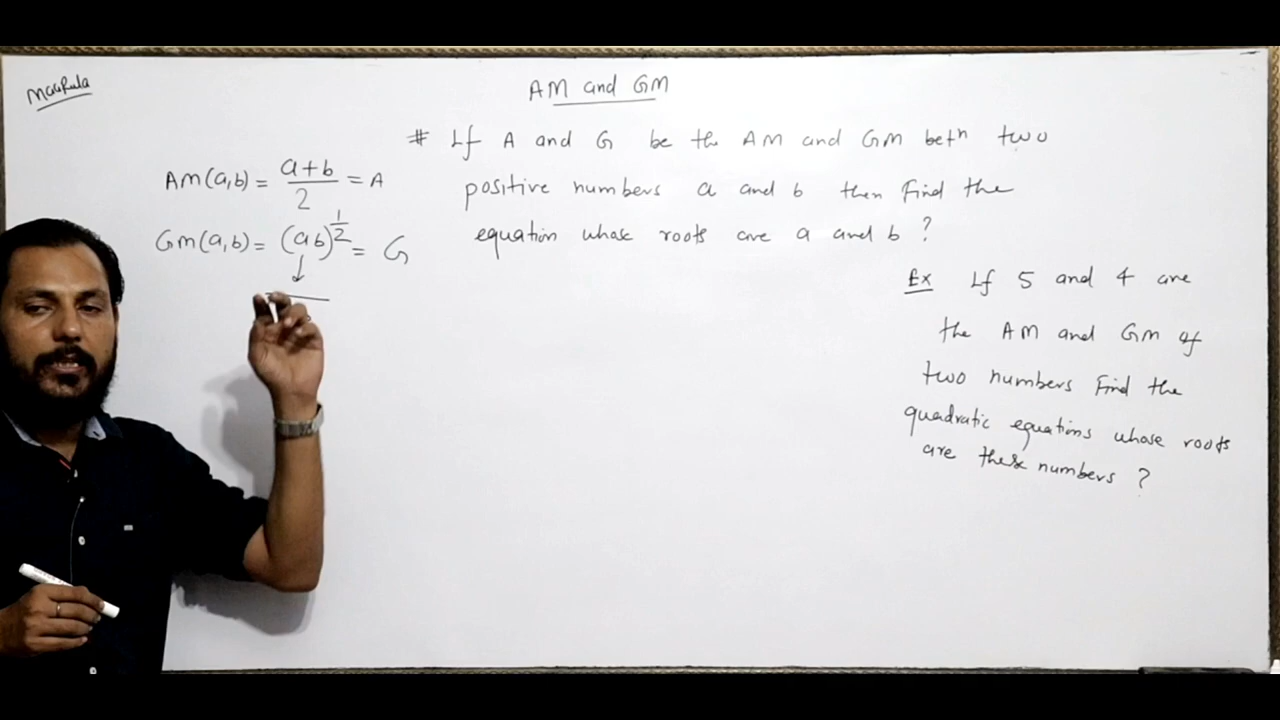 MaGRula
AM and GM
# If A and G be the AM and GM betn two
positive numbers a and b then Find the
equation whose roots are a and b ?
AM(a,b) = a+b/2 = A
GM(a,b) = (ab)^1/2 = G
Ex If 5 and 4 are
the AM and GM of
two numbers Find the
quadratic equations whose roots
are these numbers ?